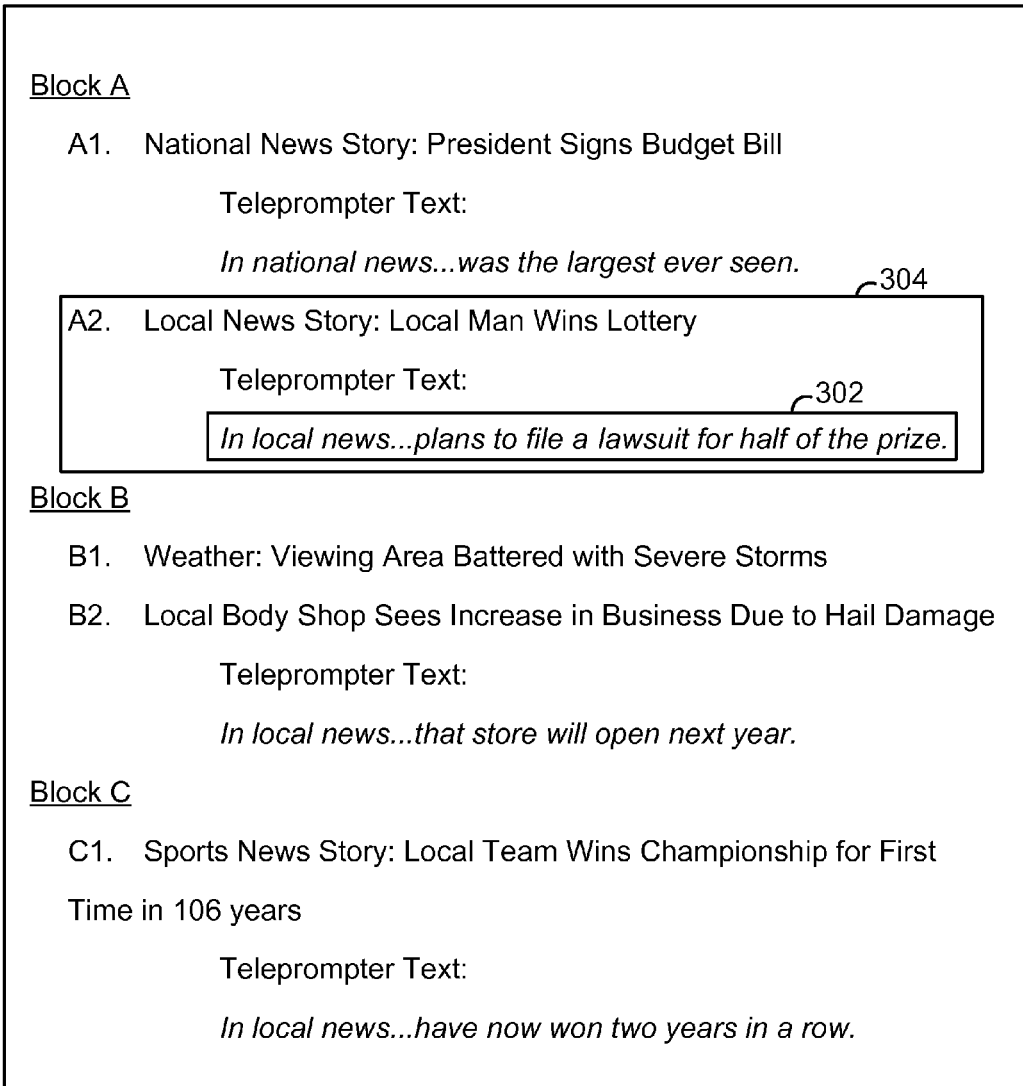 Block A
A1. National News Story: President Signs Budget Bill
Teleprompter Text:
In national news...was the largest ever seen.
304
A2. Local News Story: Local Man Wins Lottery
Teleprompter Text:
302
In local news...plans to file a lawsuit for half of the prize.
Block B
B1. Weather: Viewing Area Battered with Severe Storms
B2. Local Body Shop Sees Increase in Business Due to Hail Damage
Teleprompter Text:
In local news...that store will open next year.
Block C
C1. Sports News Story: Local Team Wins Championship for First
Time in 106 years
Teleprompter Text:
In local news...have now won two years in a row.